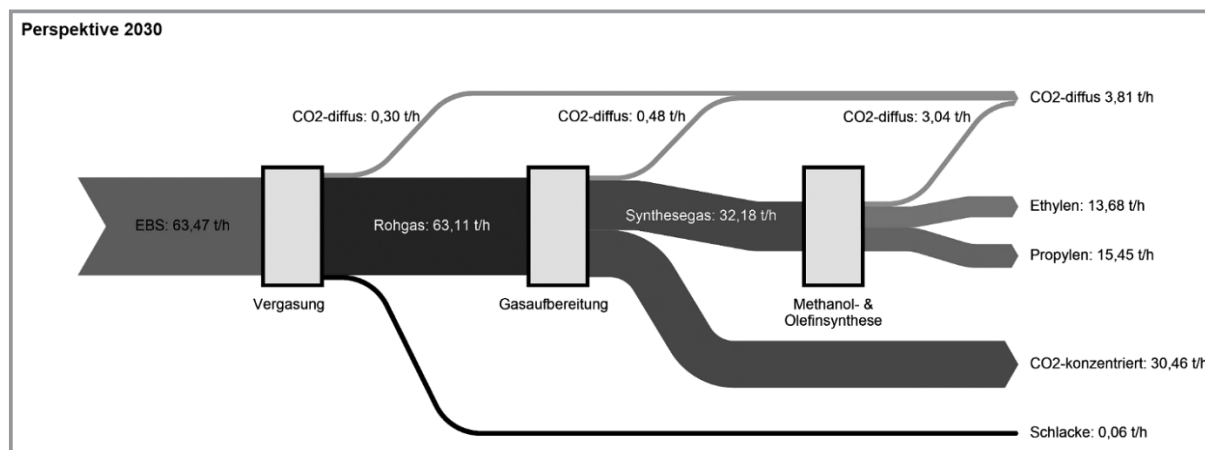 Perspektive 2030
CO2-diffus: 0,30 t/h
CO2-diffus: 0,48 t/h
CO2-diffus: 3,04 t/h
CO2-diffus 3,81 t/h
EBS: 63,47 t/h
Rohgas: 63,11 t/h
Synthesegas: 32,18 t/h
Ethylen: 13,68 t/h
Propylen: 15,45 t/h
Vergasung
Gasaufbereitung
Methanol- &
Olefinsynthese
CO2-konzentriert: 30,46 t/h
Schlacke: 0,06 t/h